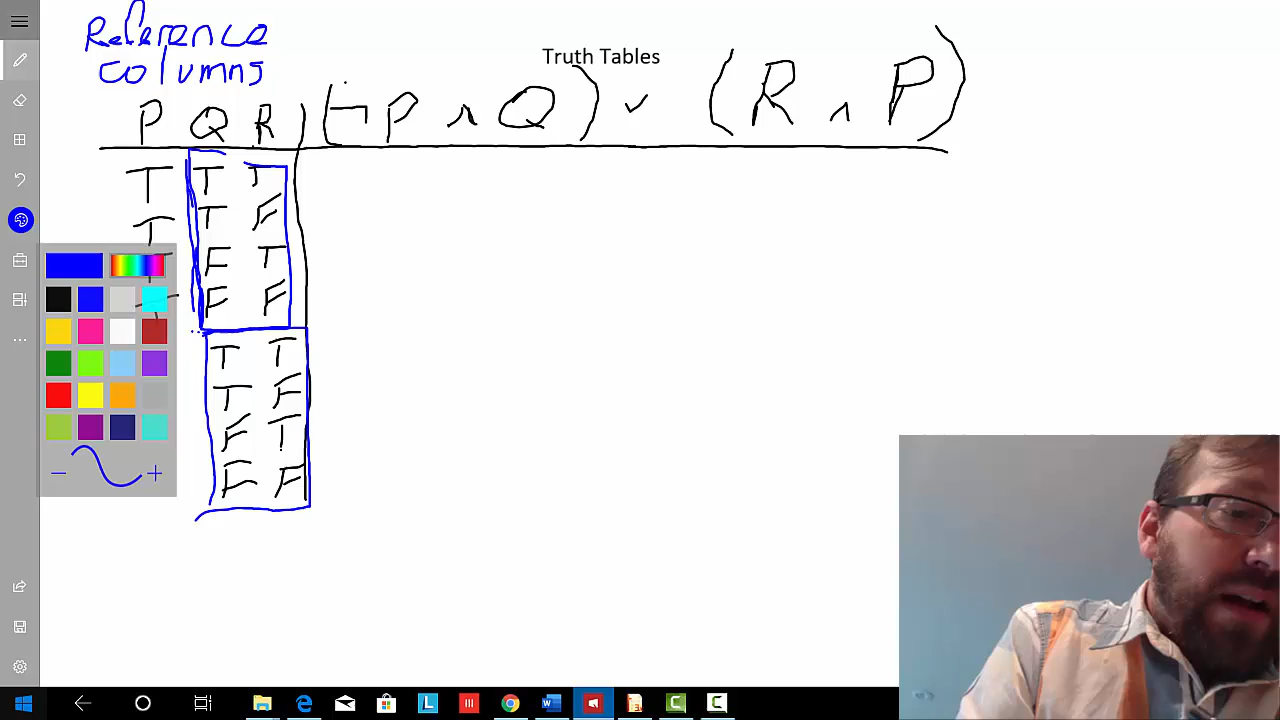 Reference
columns
Truth Tables
P Q R (¬P ∧ Q) ∨ (R ∧ P)
T T T
T T F
F T
F F
T T
T F
F T
F F